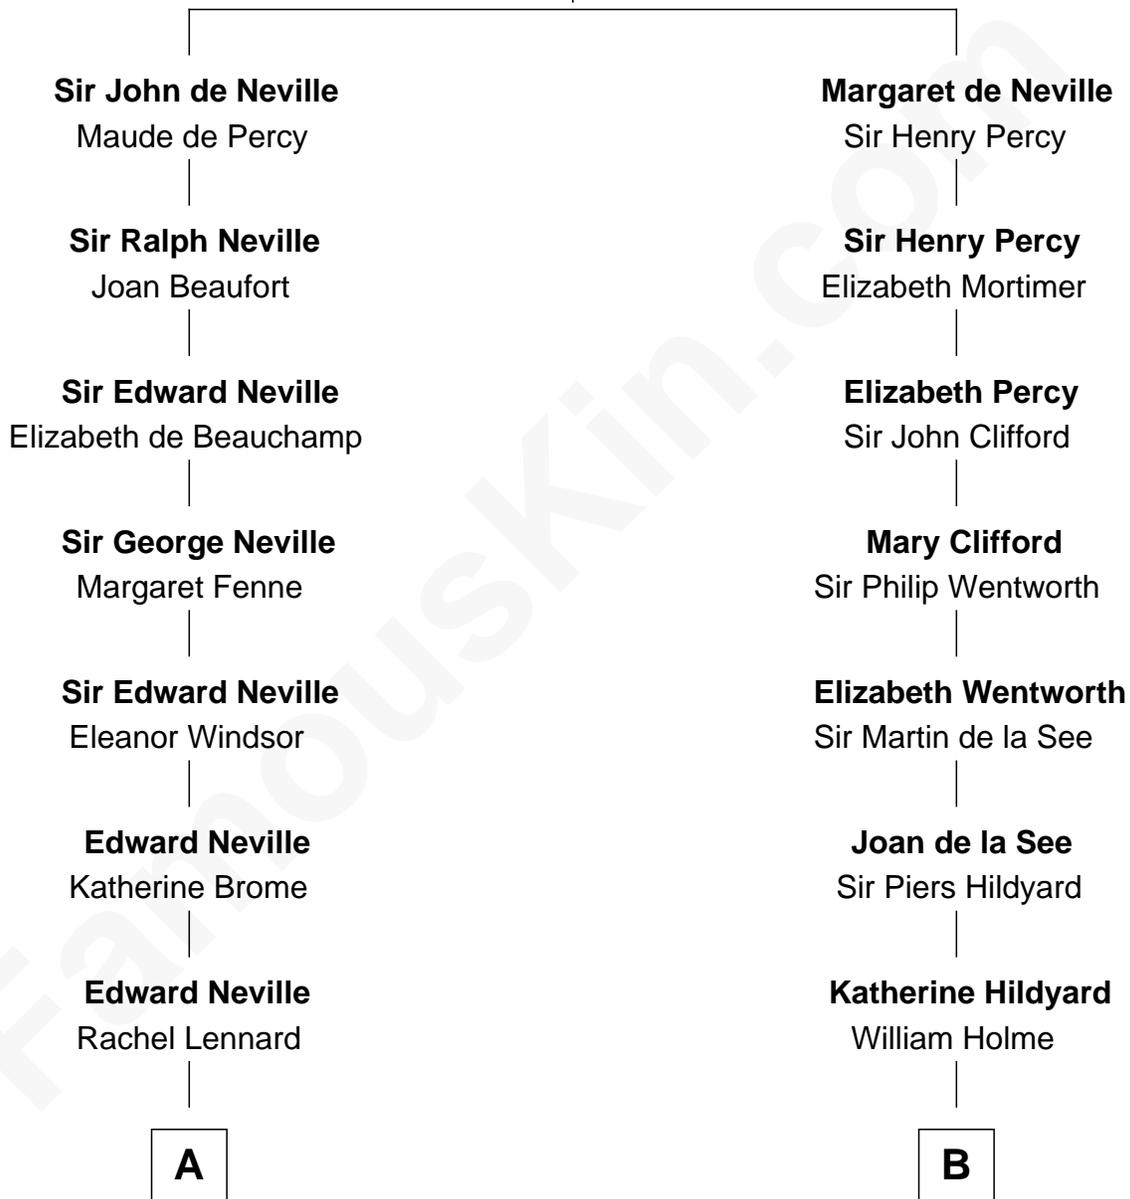 Sir John de Neville
Maude de Percy
Sir Ralph Neville
Joan Beaufort
Sir Edward Neville
Elizabeth de Beauchamp
Sir George Neville
Margaret Fenne
Sir Edward Neville
Eleanor Windsor
Edward Neville
Katherine Brome
Edward Neville
Rachel Lennard
A
Margaret de Neville
Sir Henry Percy
Sir Henry Percy
Elizabeth Mortimer
Elizabeth Percy
Sir John Clifford
Mary Clifford
Sir Philip Wentworth
Elizabeth Wentworth
Sir Martin de la See
Joan de la See
Sir Piers Hildyard
Katherine Hildyard
William Holme
B
FamousKin.com